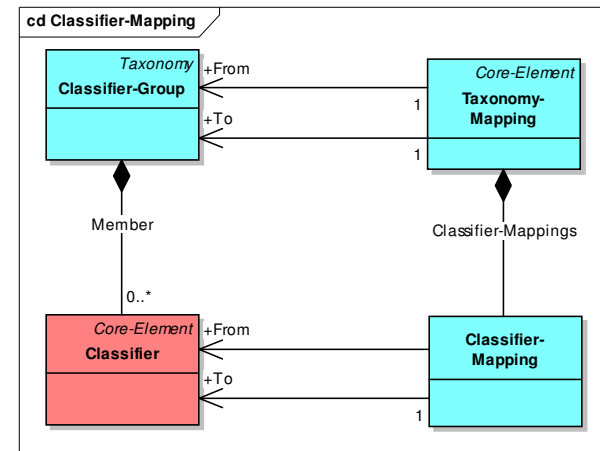 cd Classifier-Mapping
Taxonomy
Classifier-Group
+From
1
+To
1
Core-Element
Taxonomy-
Mapping
Member
0..*
Classifier-Mappings
Core-Element
Classifier
+From
+To
1
Classifier-
Mapping